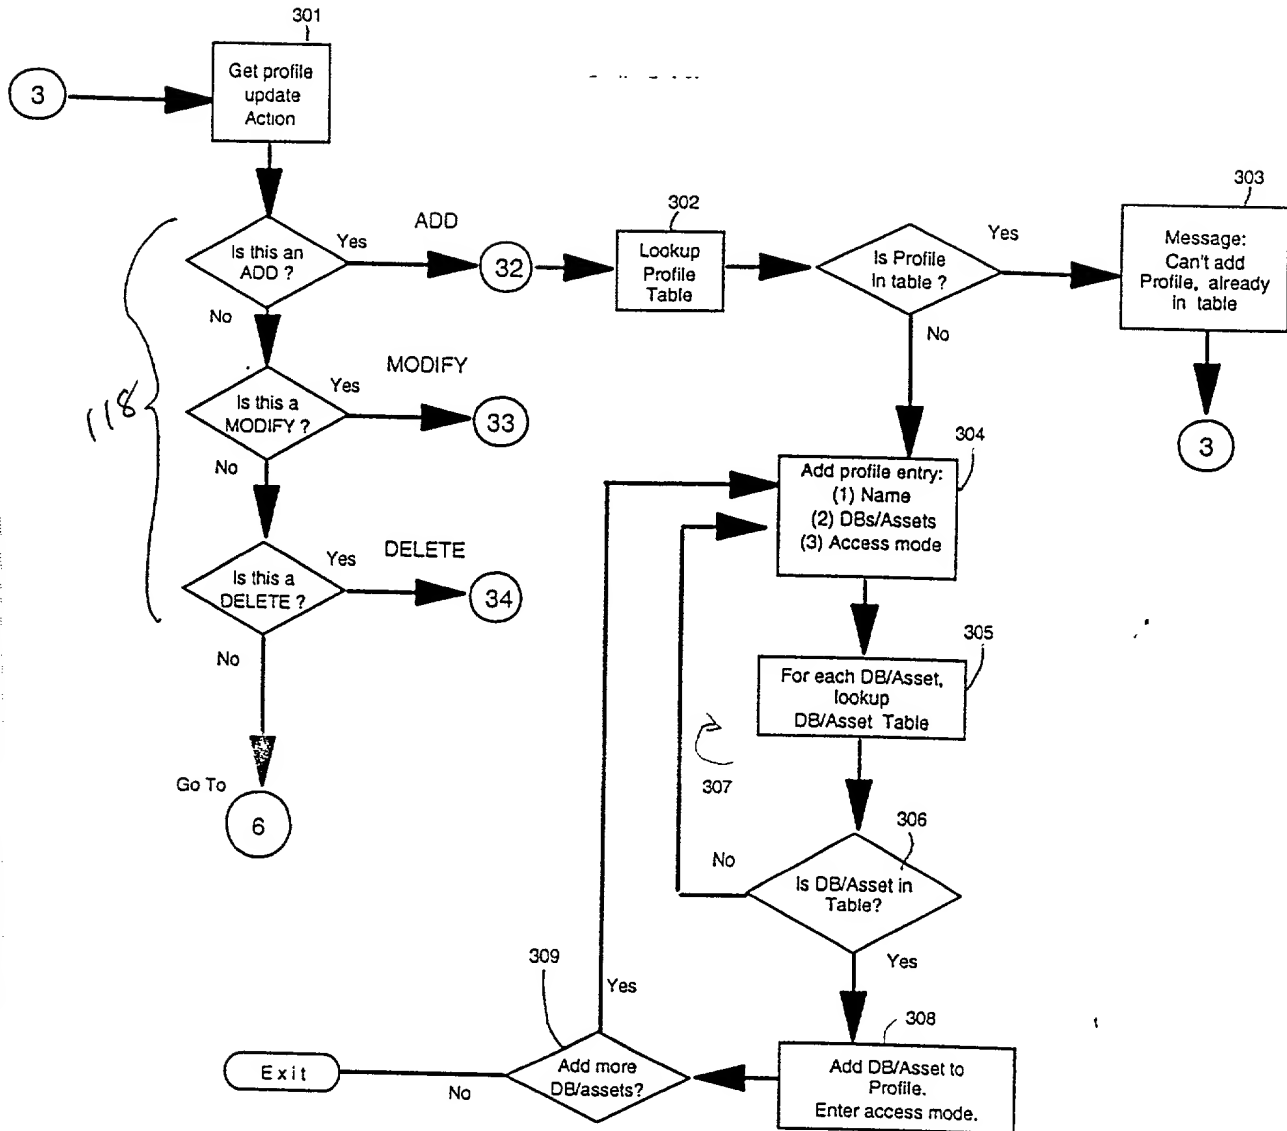 301
3
Get profile
update
Action
118
Is this an
ADD ?
Yes
ADD
No
32
302
Lookup
Profile
Table
Is Profile
in table ?
Yes
No
303
Message:
Can't add
Profile, already
in table
3
Is this a
MODIFY ?
Yes
MODIFY
No
33
304
Add profile entry:
(1) Name
(2) DBs/Assets
(3) Access mode
Is this a
DELETE ?
Yes
DELETE
No
34
Go To
6
305
For each DB/Asset,
lookup
DB/Asset Table
307
306
Is DB/Asset in
Table?
No
Yes
308
Add DB/Asset to
Profile.
Enter access mode.
309
Add more
DB/assets?
Yes
No
Exit